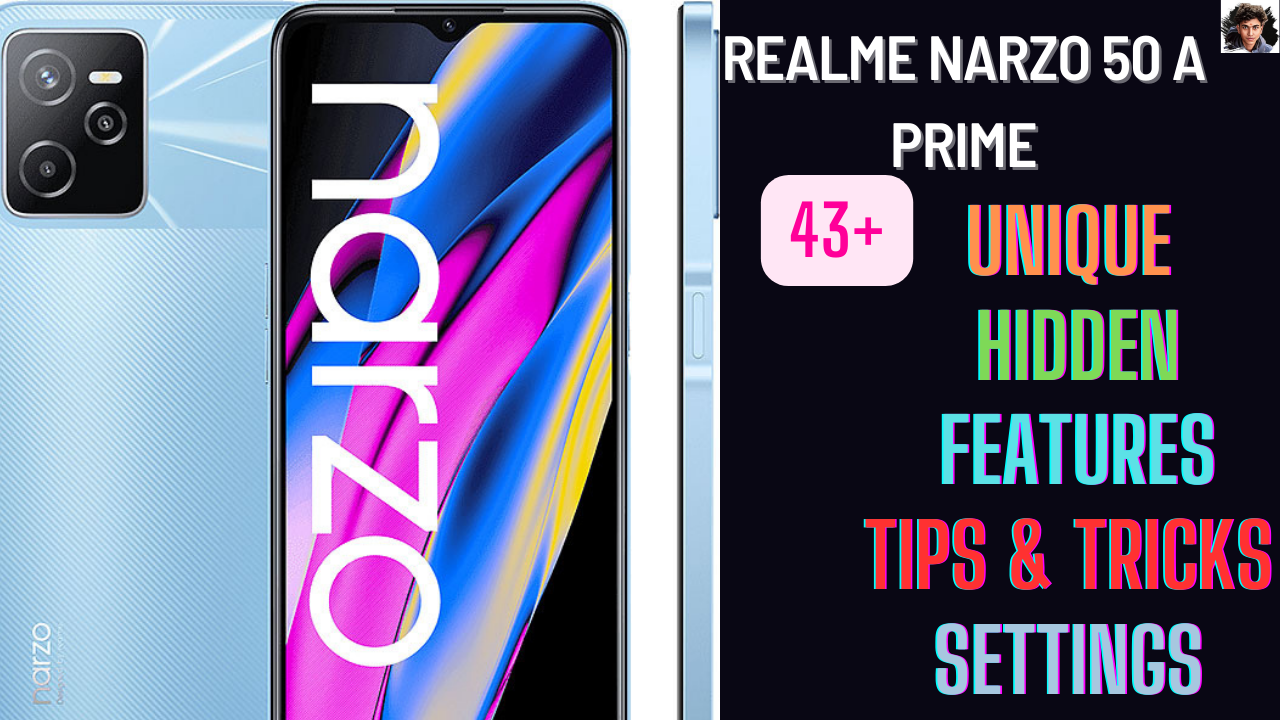 narzo
narzo
REALME NARZO 50 A
PRIME
43+
UNIQUE
HIDDEN
FEATURES
TIPS & TRICKS
SETTINGS